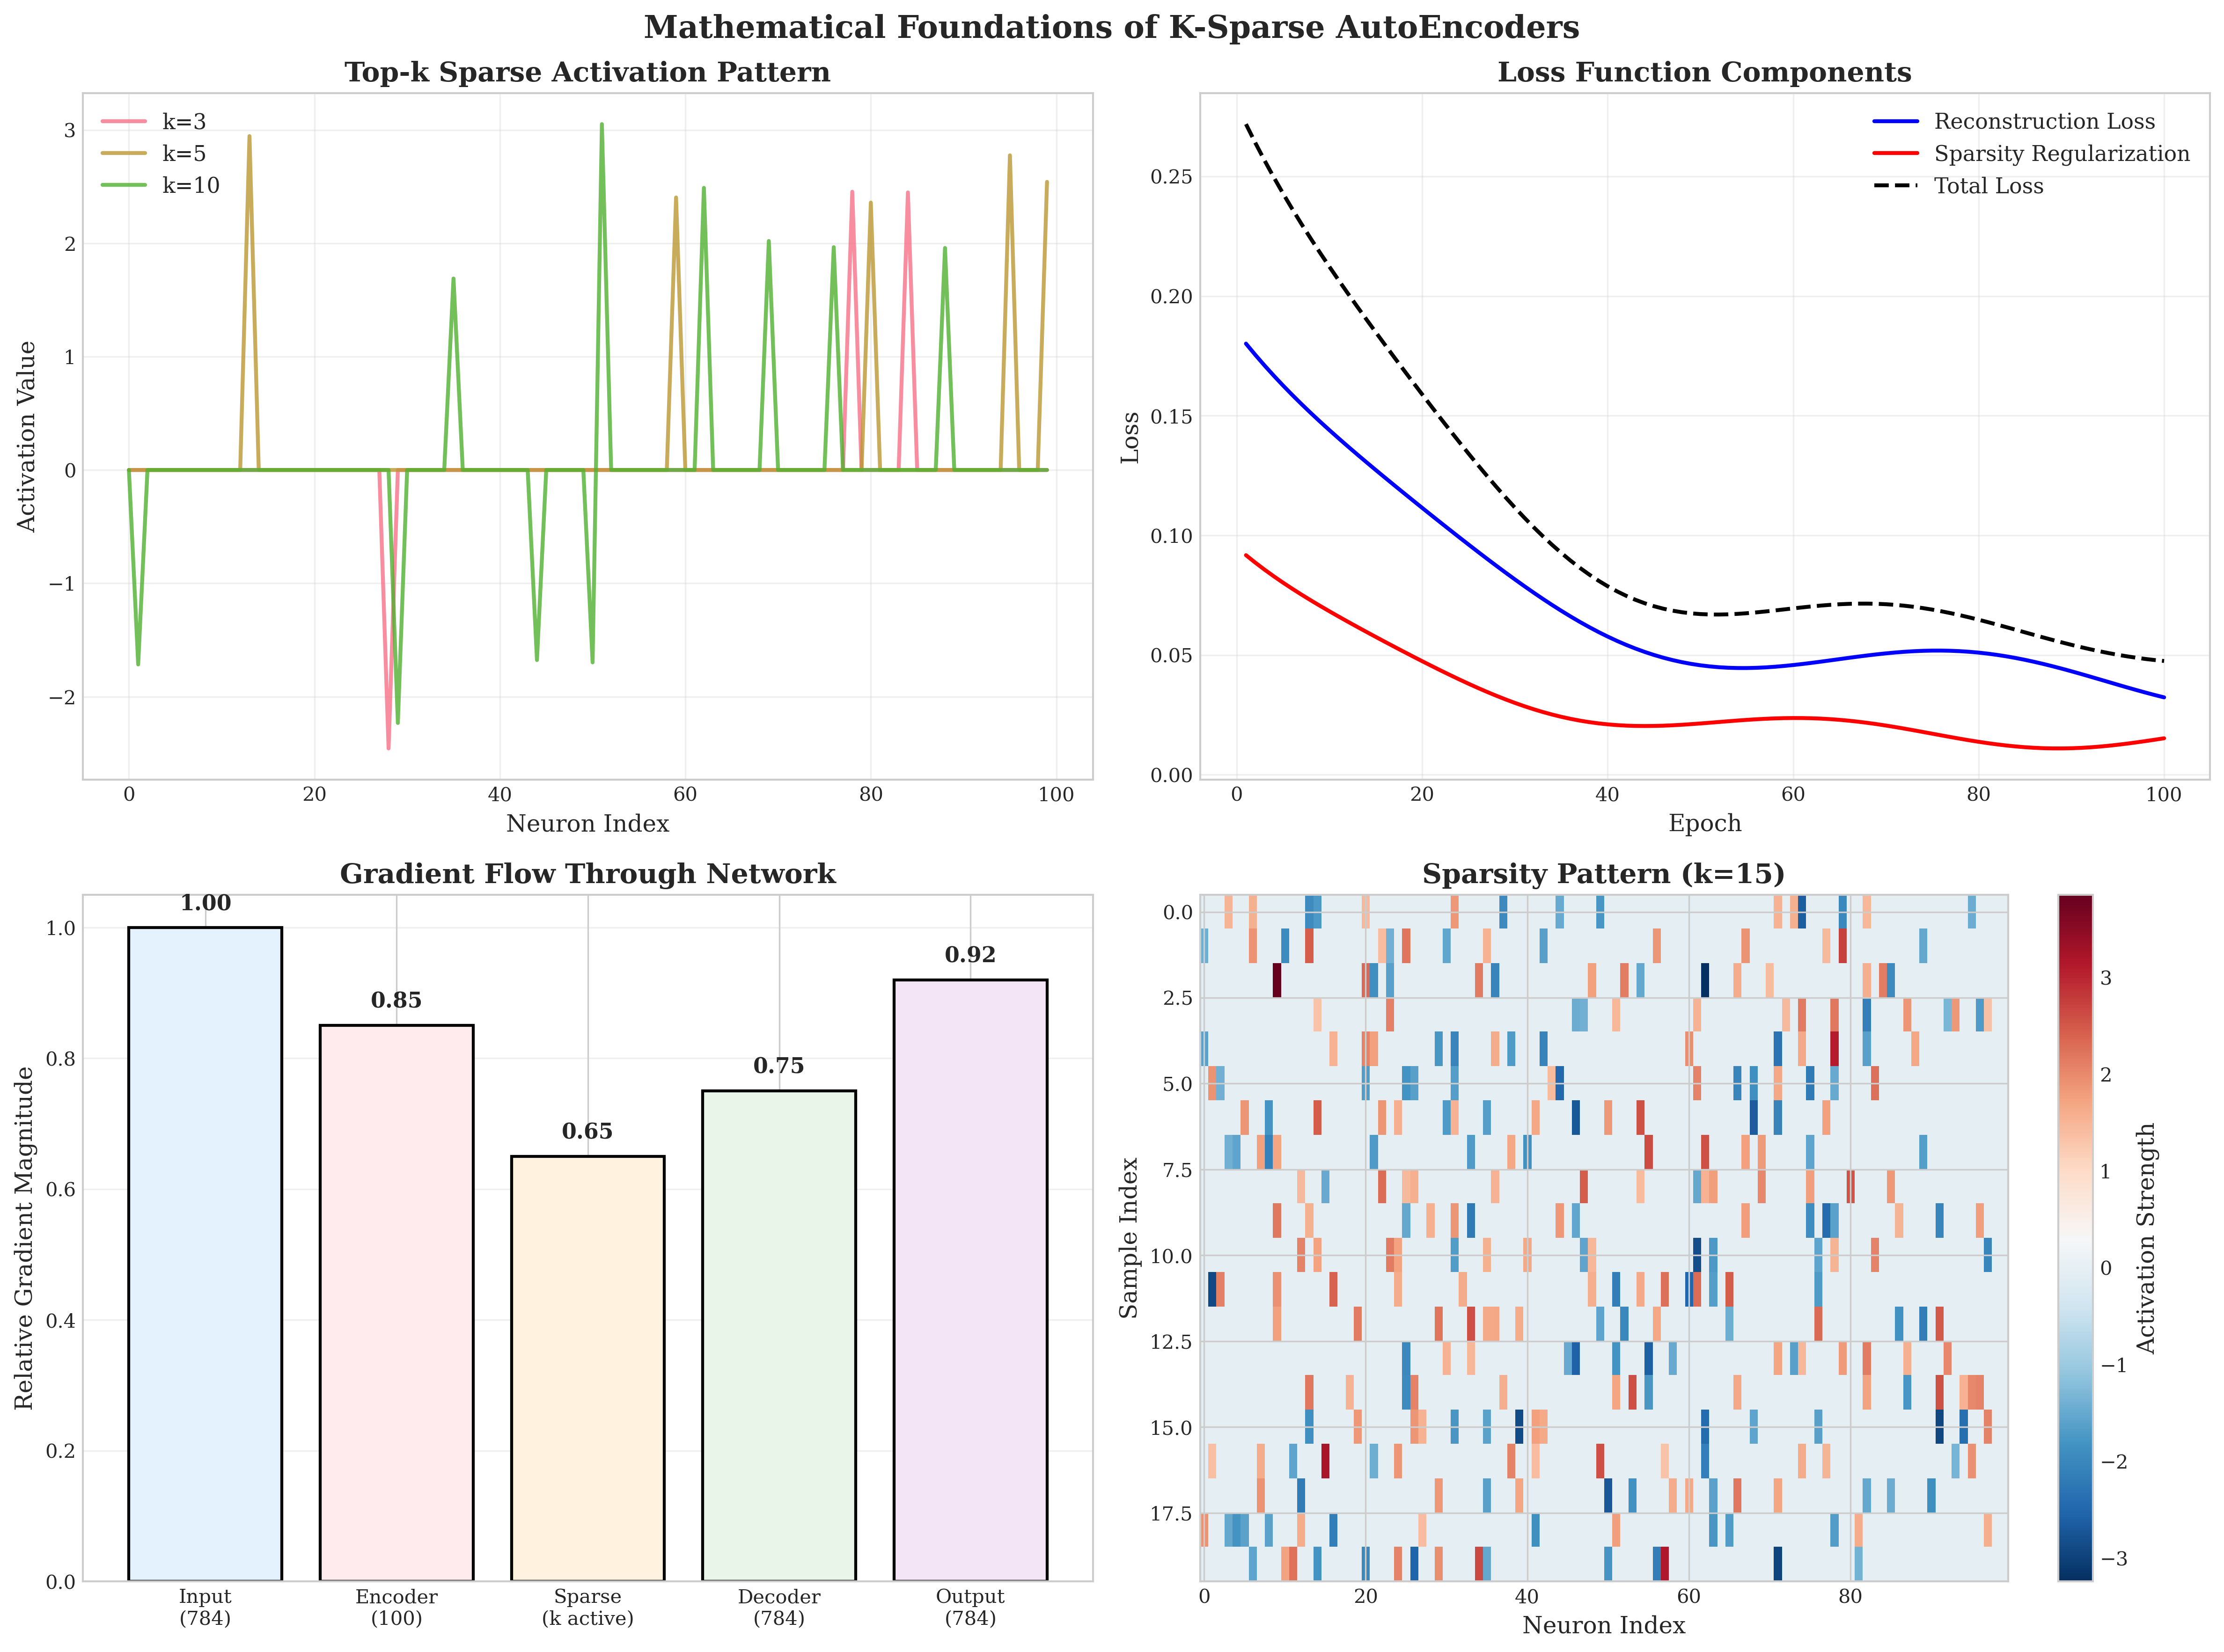 Mathematical Foundations of K-Sparse AutoEncoders
Top-k Sparse Activation Pattern
k=3
k=5
k=10
3
2
1
0
−1
−2
Activation Value
0 20 40 60 80 100
Neuron Index
Loss Function Components
Reconstruction Loss
Sparsity Regularization
Total Loss
0.25
0.20
0.15
0.10
0.05
0.00
Loss
0 20 40 60 80 100
Epoch
Gradient Flow Through Network
1.00
0.85
0.65
0.75
0.92
1.0
0.8
0.6
0.4
0.2
0.0
Relative Gradient Magnitude
Input Encoder Sparse Decoder Output
(784) (100) (k active) (784) (784)
Sparsity Pattern (k=15)
0.0
2.5
5.0
7.5
10.0
12.5
15.0
17.5
Sample Index
0 20 40 60 80
Neuron Index
3
2
1
0
−1
−2
−3
Activation Strength